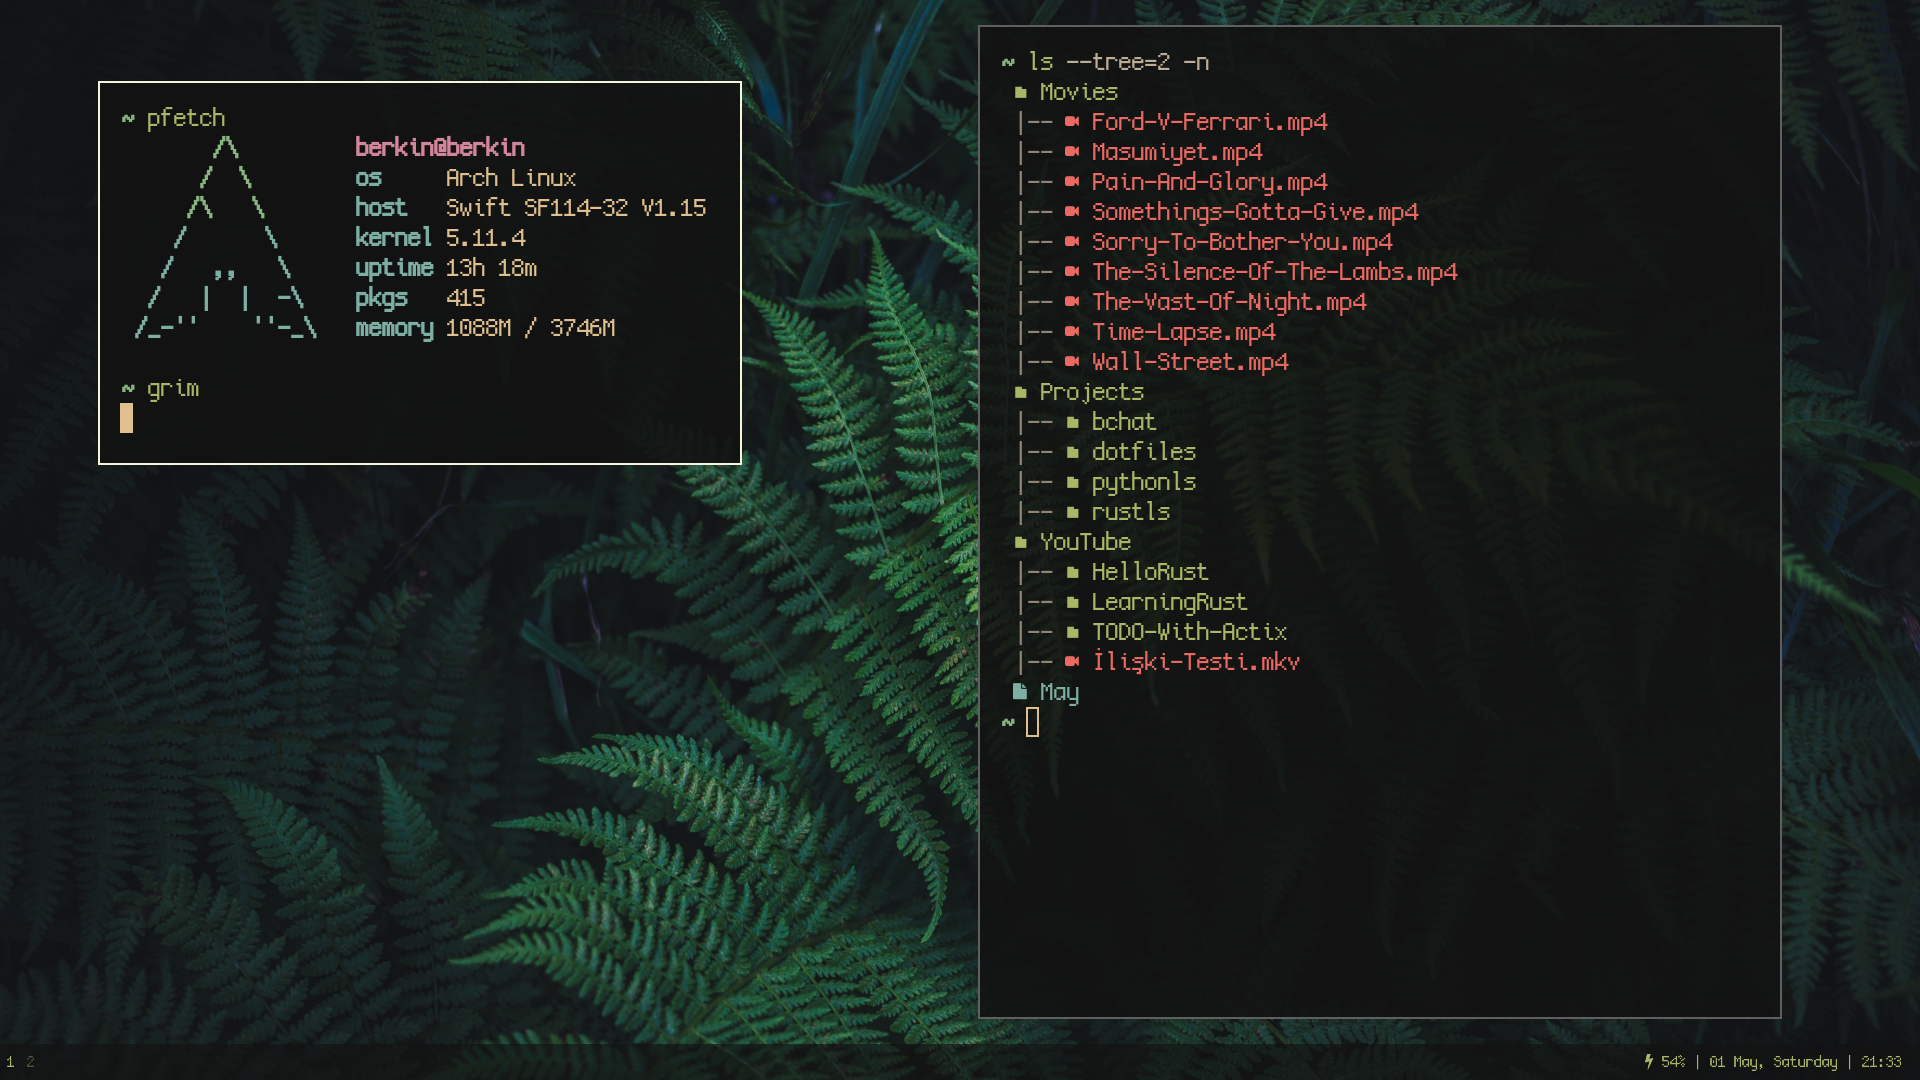 ~ pfetch
berkin@berkin
os Arch Linux
host Swift SF114-32 V1.15
kernel 5.11.4
uptime 13h 18m
pkgs 415
memory 1088M / 3746M
~ grim
~ ls --tree=2 -n
Movies
|-- Ford-V-Ferrari.mp4
|-- Masumiyet.mp4
|-- Pain-And-Glory.mp4
|-- Somethings-Gotta-Give.mp4
|-- Sorry-To-Bother-You.mp4
|-- The-Silence-Of-The-Lambs.mp4
|-- The-Vast-Of-Night.mp4
|-- Time-Lapse.mp4
|-- Wall-Street.mp4
Projects
|-- bchat
|-- dotfiles
|-- pythonls
|-- rustls
YouTube
|-- HelloRust
|-- LearningRust
|-- TODO-With-Actix
|-- İlişki-Testi.mkv
May
~
1 2
54% | 01 May, Saturday | 21:33